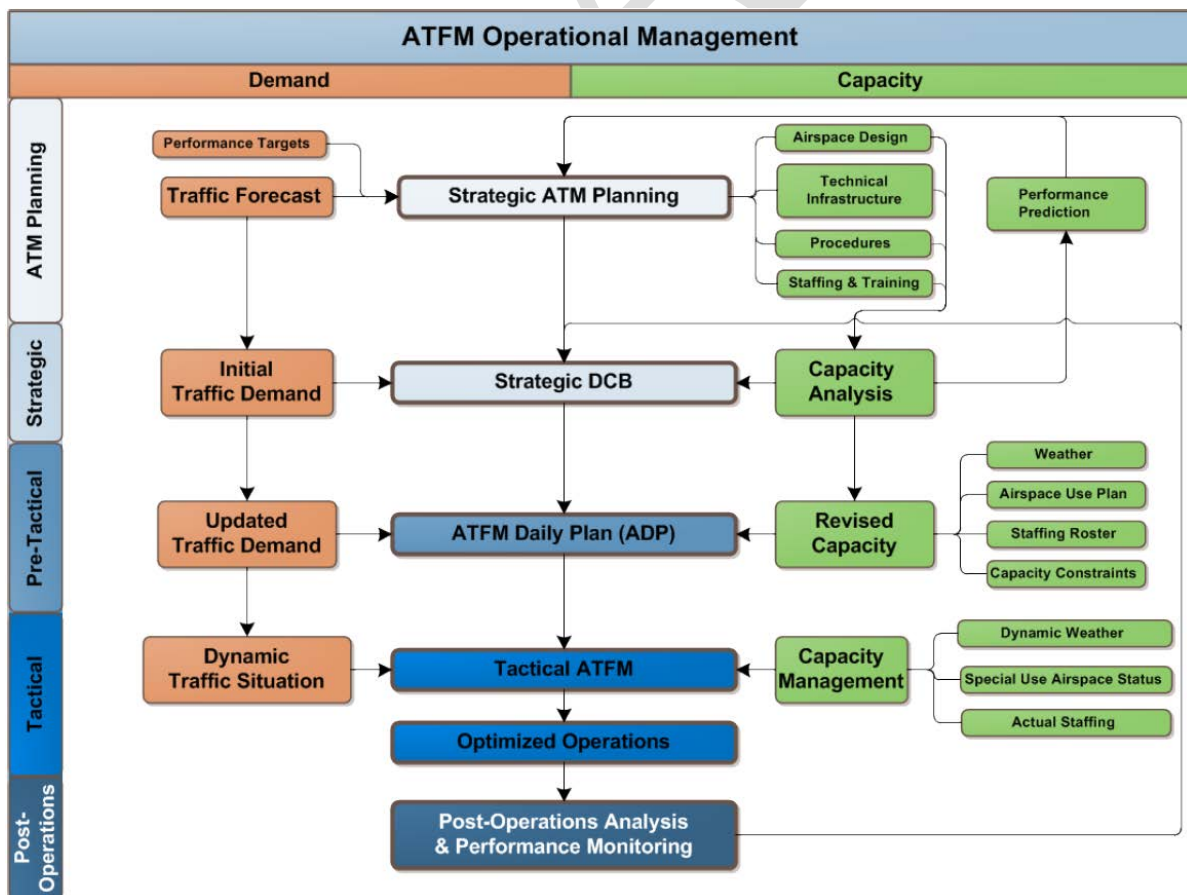 ATFM Operational Management
Demand
Capacity
ATM Planning
Performance Targets
Traffic Forecast
Strategic ATM Planning
Airspace Design
Technical
Infrastructure
Procedures
Staffing & Training
Performance
Prediction
Strategic
Initial
Traffic Demand
Strategic DCB
Capacity
Analysis
Pre-Tactical
Updated
Traffic Demand
ATFM Daily Plan (ADP)
Revised
Capacity
Weather
Airspace Use Plan
Staffing Roster
Capacity Constraints
Tactical
Dynamic
Traffic Situation
Tactical ATFM
Capacity
Management
Dynamic Weather
Special Use Airspace Status
Actual Staffing
Optimized Operations
Post-
Operations
Post-Operations Analysis
& Performance Monitoring